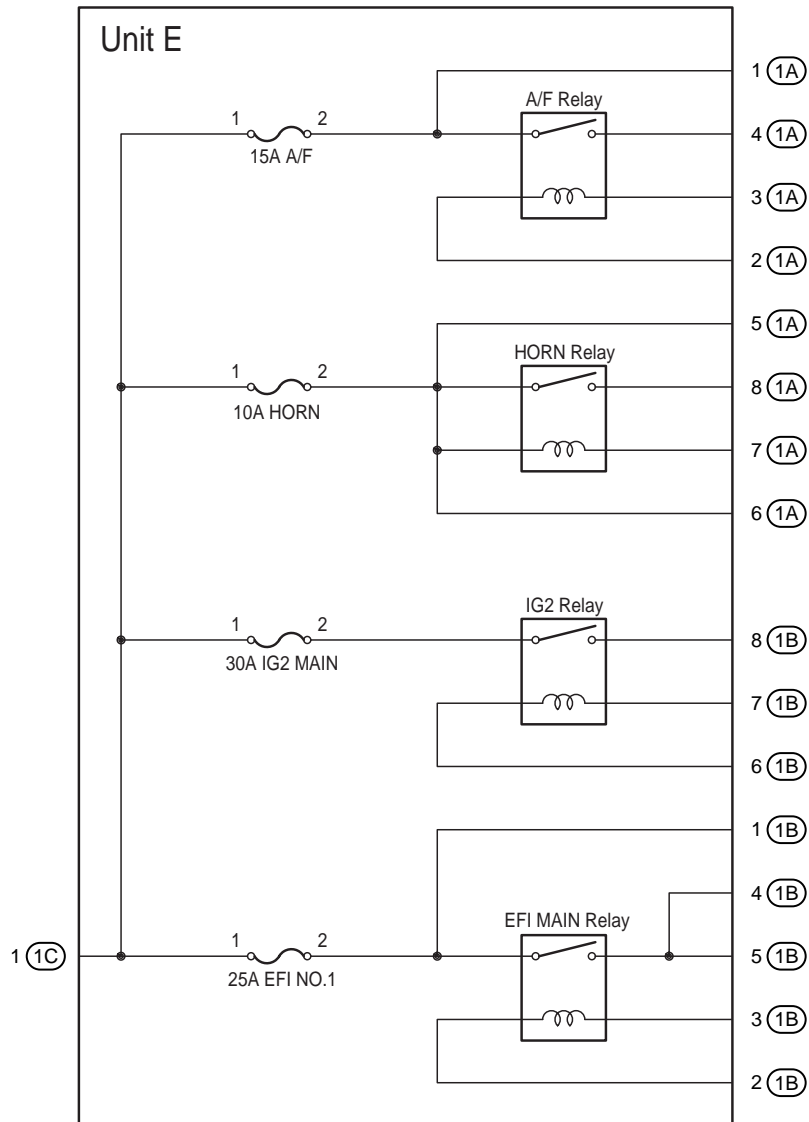 Unit E
1 1A
A/F Relay
1 2 4 1A
15A A/F
3 1A
2 1A
5 1A
HORN Relay
1 2 8 1A
10A HORN
7 1A
6 1A
IG2 Relay
1 2 8 1B
30A IG2 MAIN
7 1B
6 1B
1 1B
4 1B
EFI MAIN Relay
1 1C 1 2 5 1B
25A EFI NO.1
3 1B
2 1B